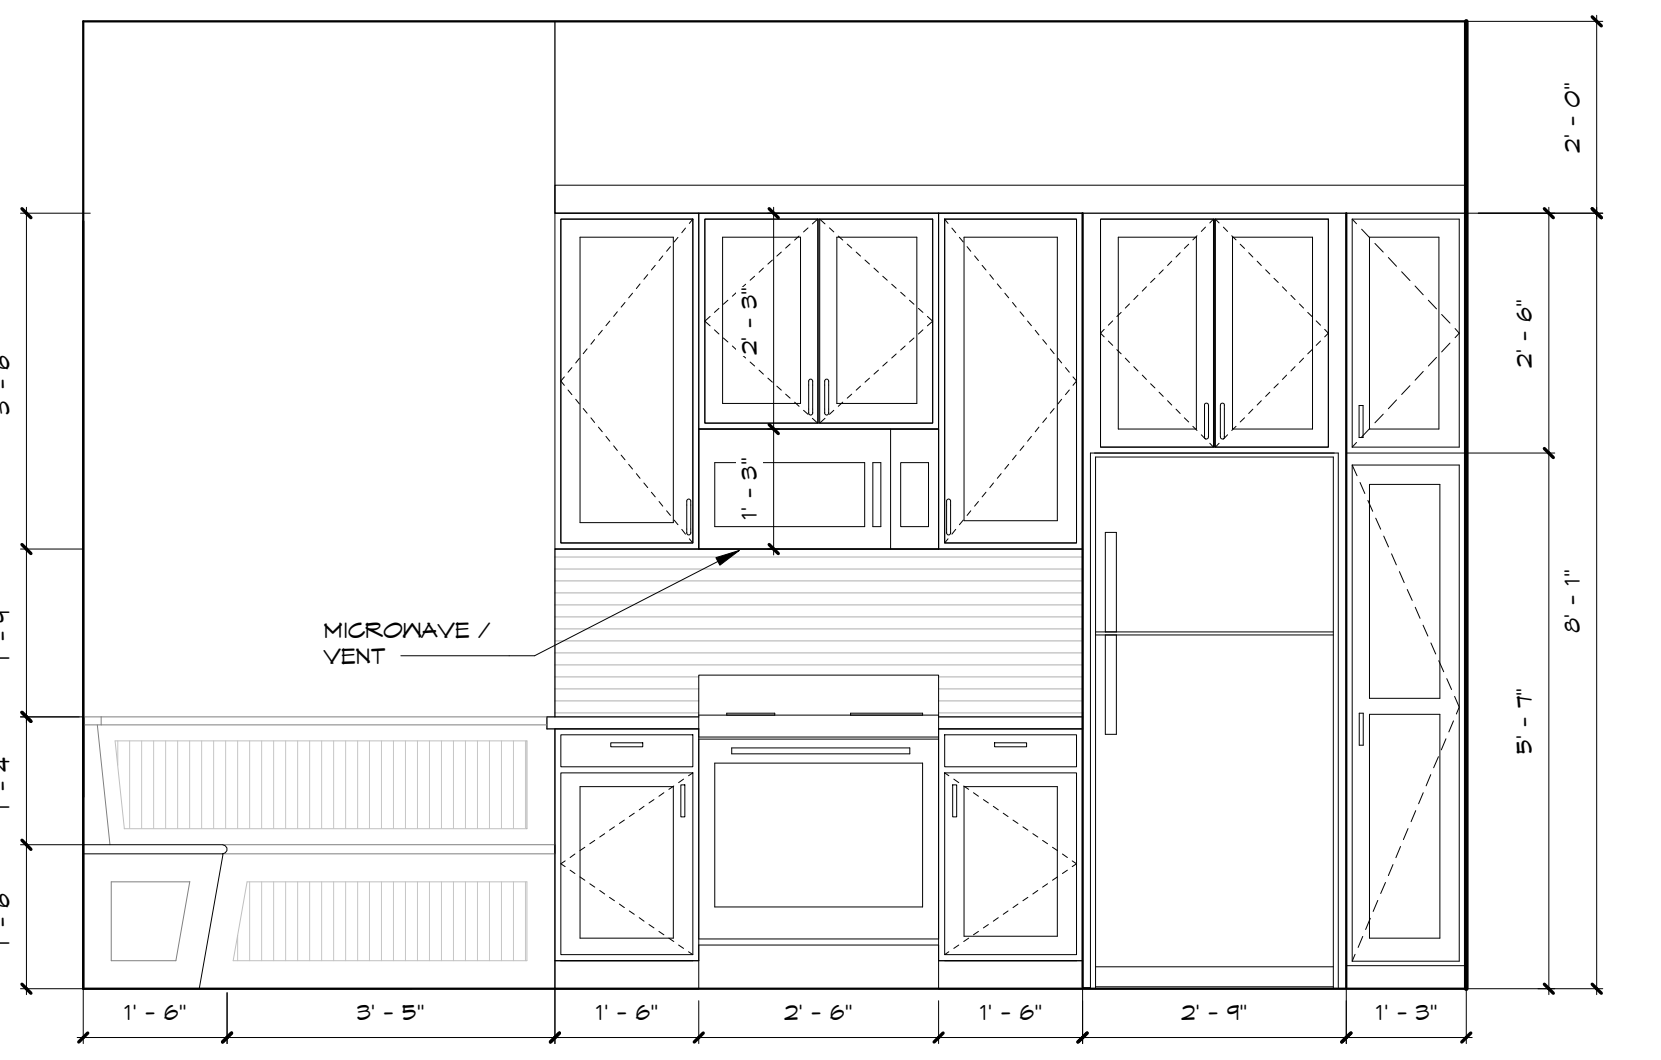 2' - 0"
2' - 6"
2' - 3"
1' - 3"
8' - 1"
MICROWAVE /
VENT
5' - 7"
1' - 6"
3' - 5"
1' - 6"
2' - 6"
1' - 6"
2' - 9"
1' - 3"